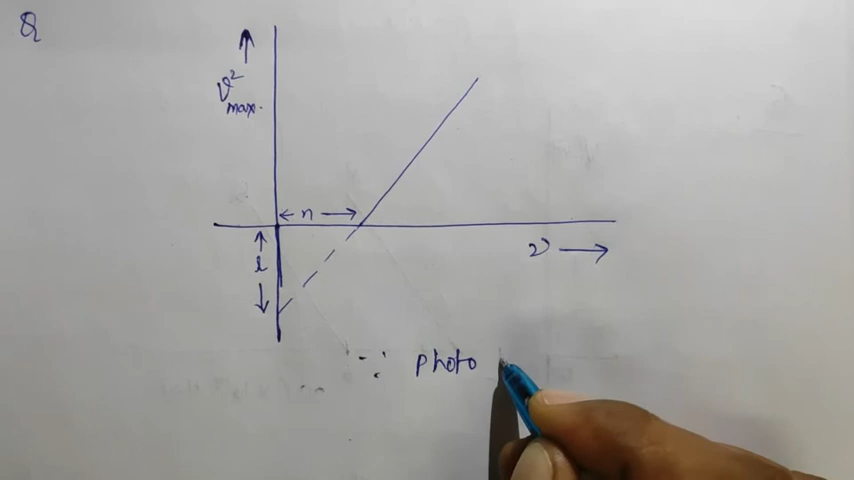 Q
v²max.
← n →
l
ν →
∵ photo